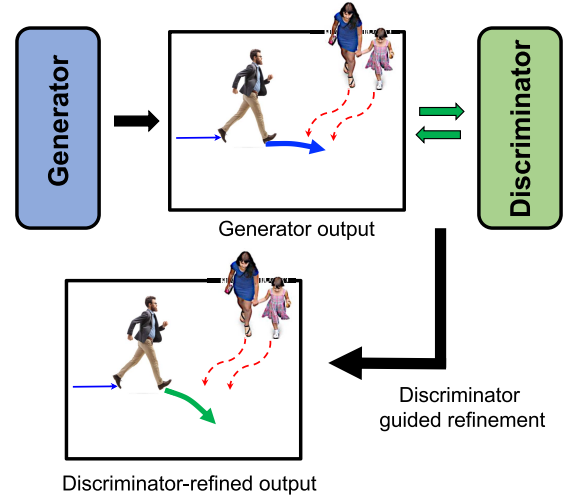 Generator
Discriminator
Generator output
Discriminator
guided refinement
Discriminator-refined output